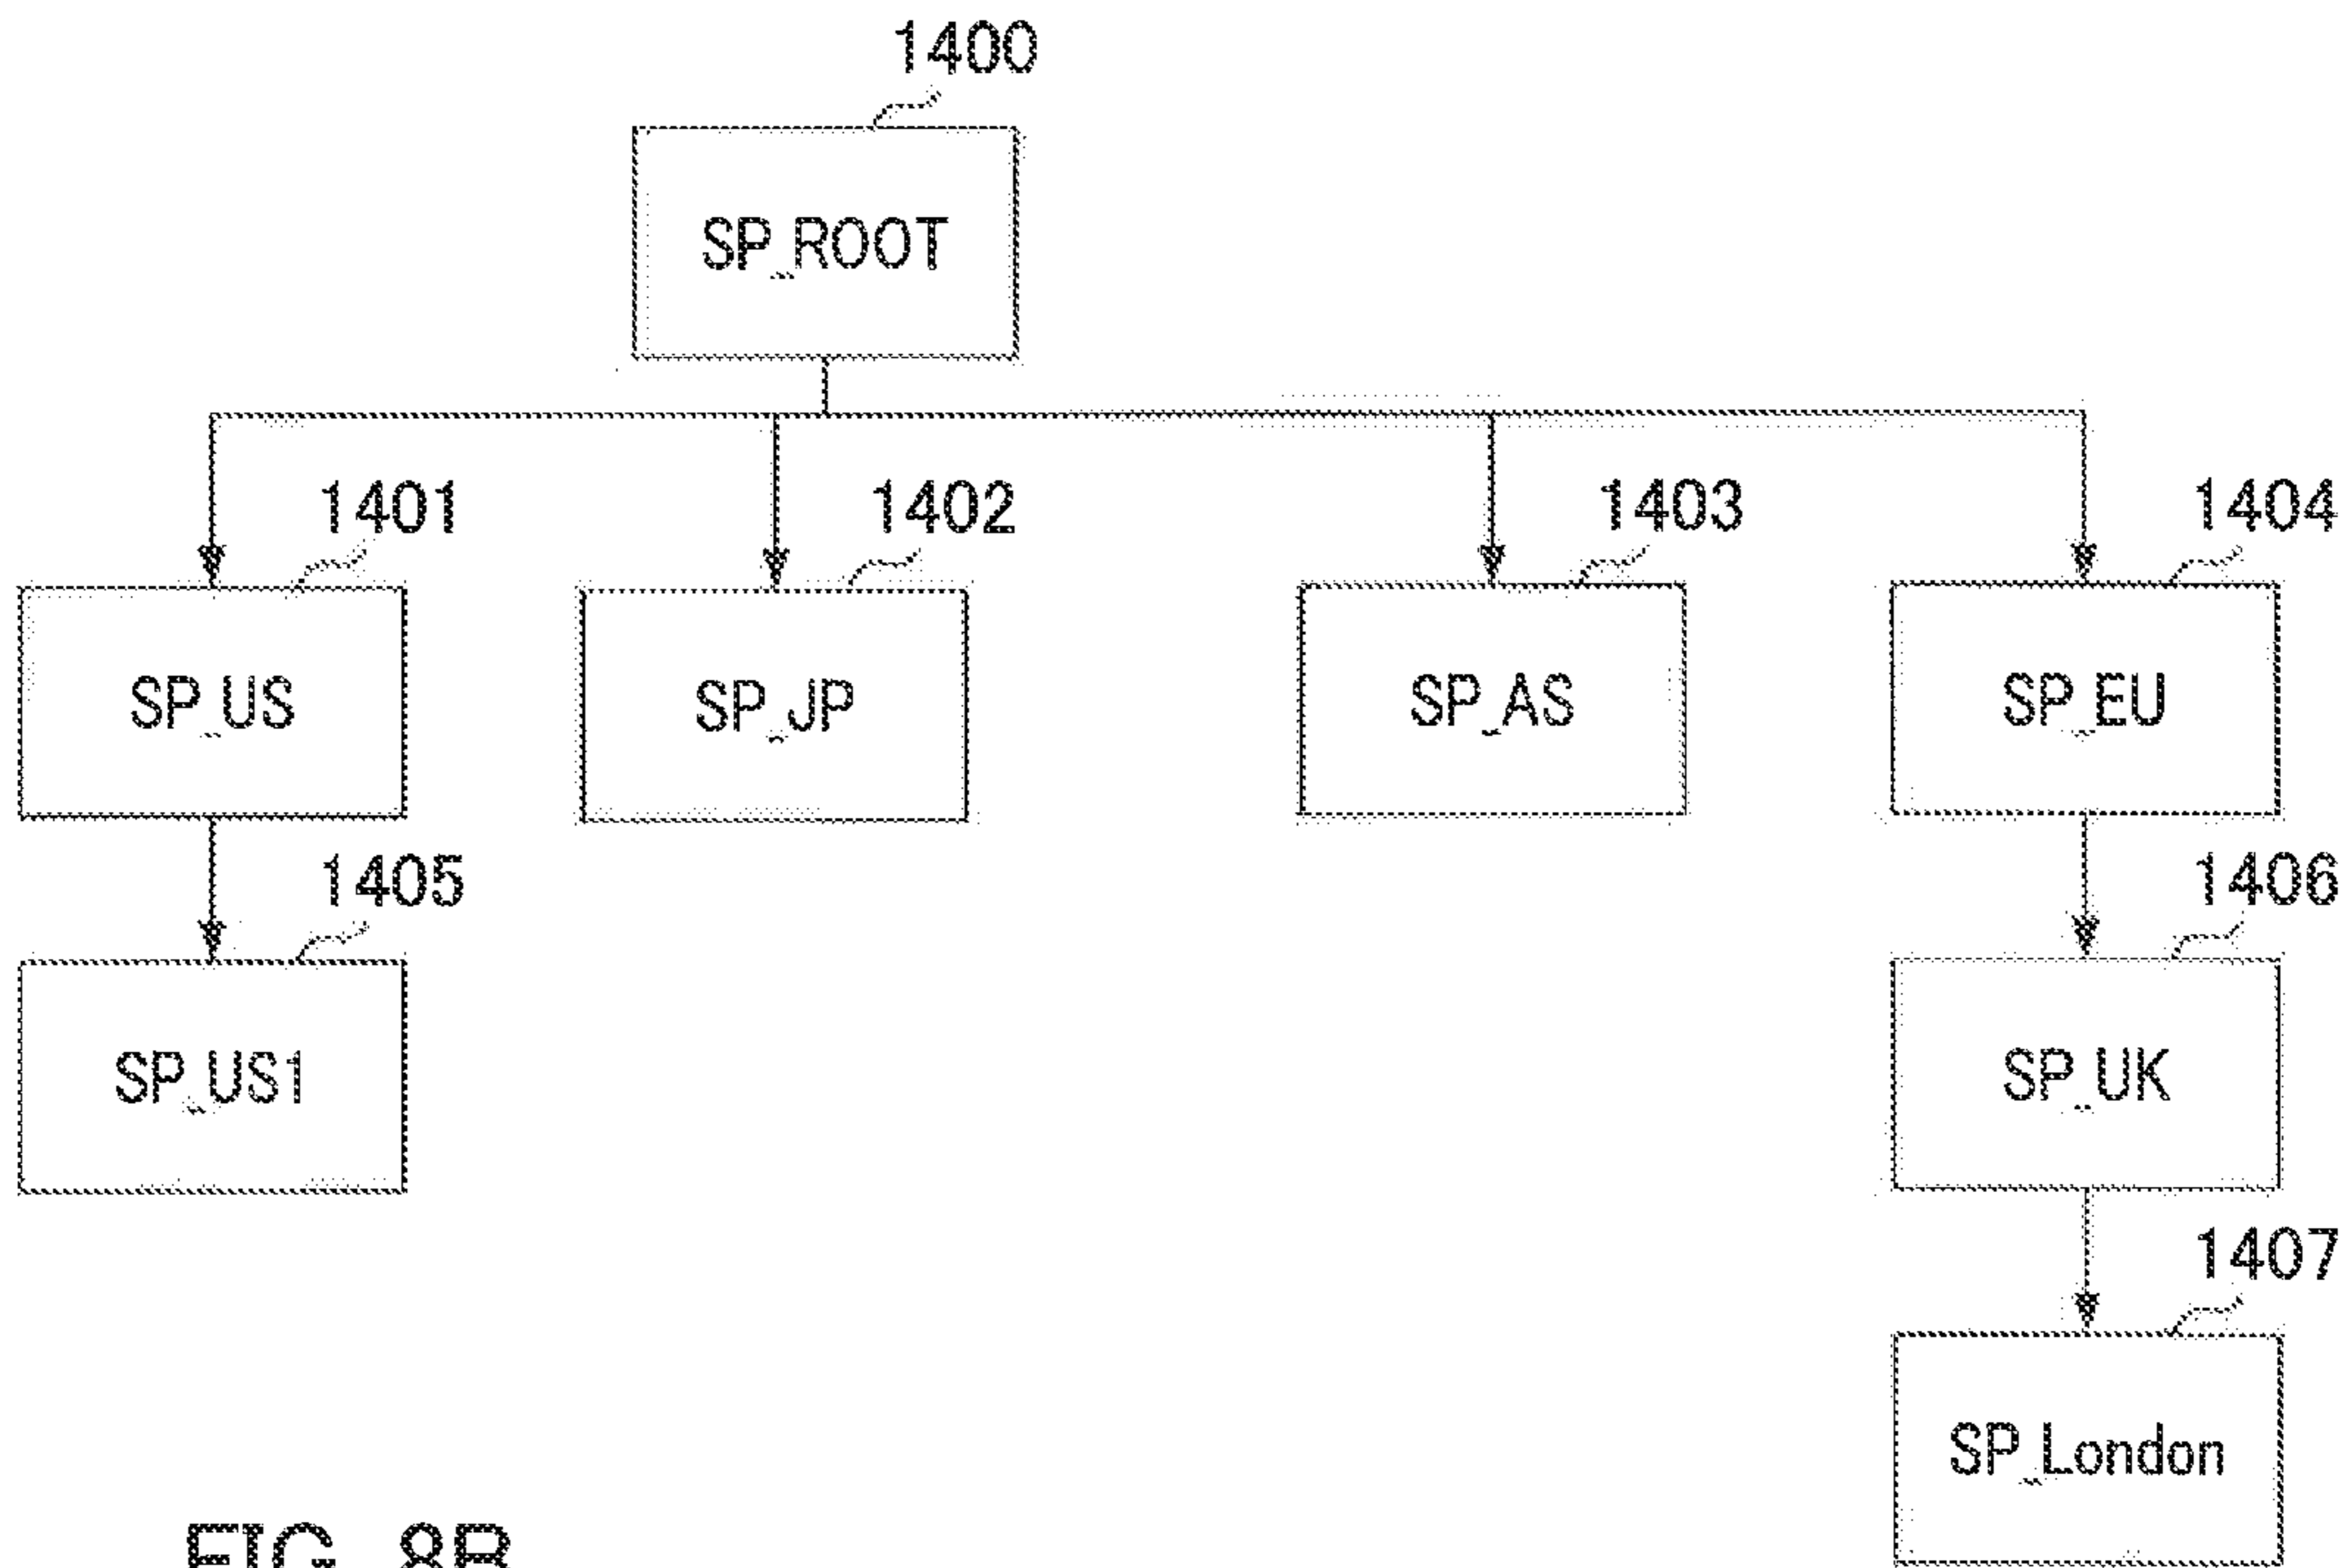 1400
SP_ROOT
1401
1402
1403
1404
SP_US
SP_JP
SP_AS
SP_EU
1405
1406
SP_US1
SP_UK
1407
SP_London
FIG. 8B